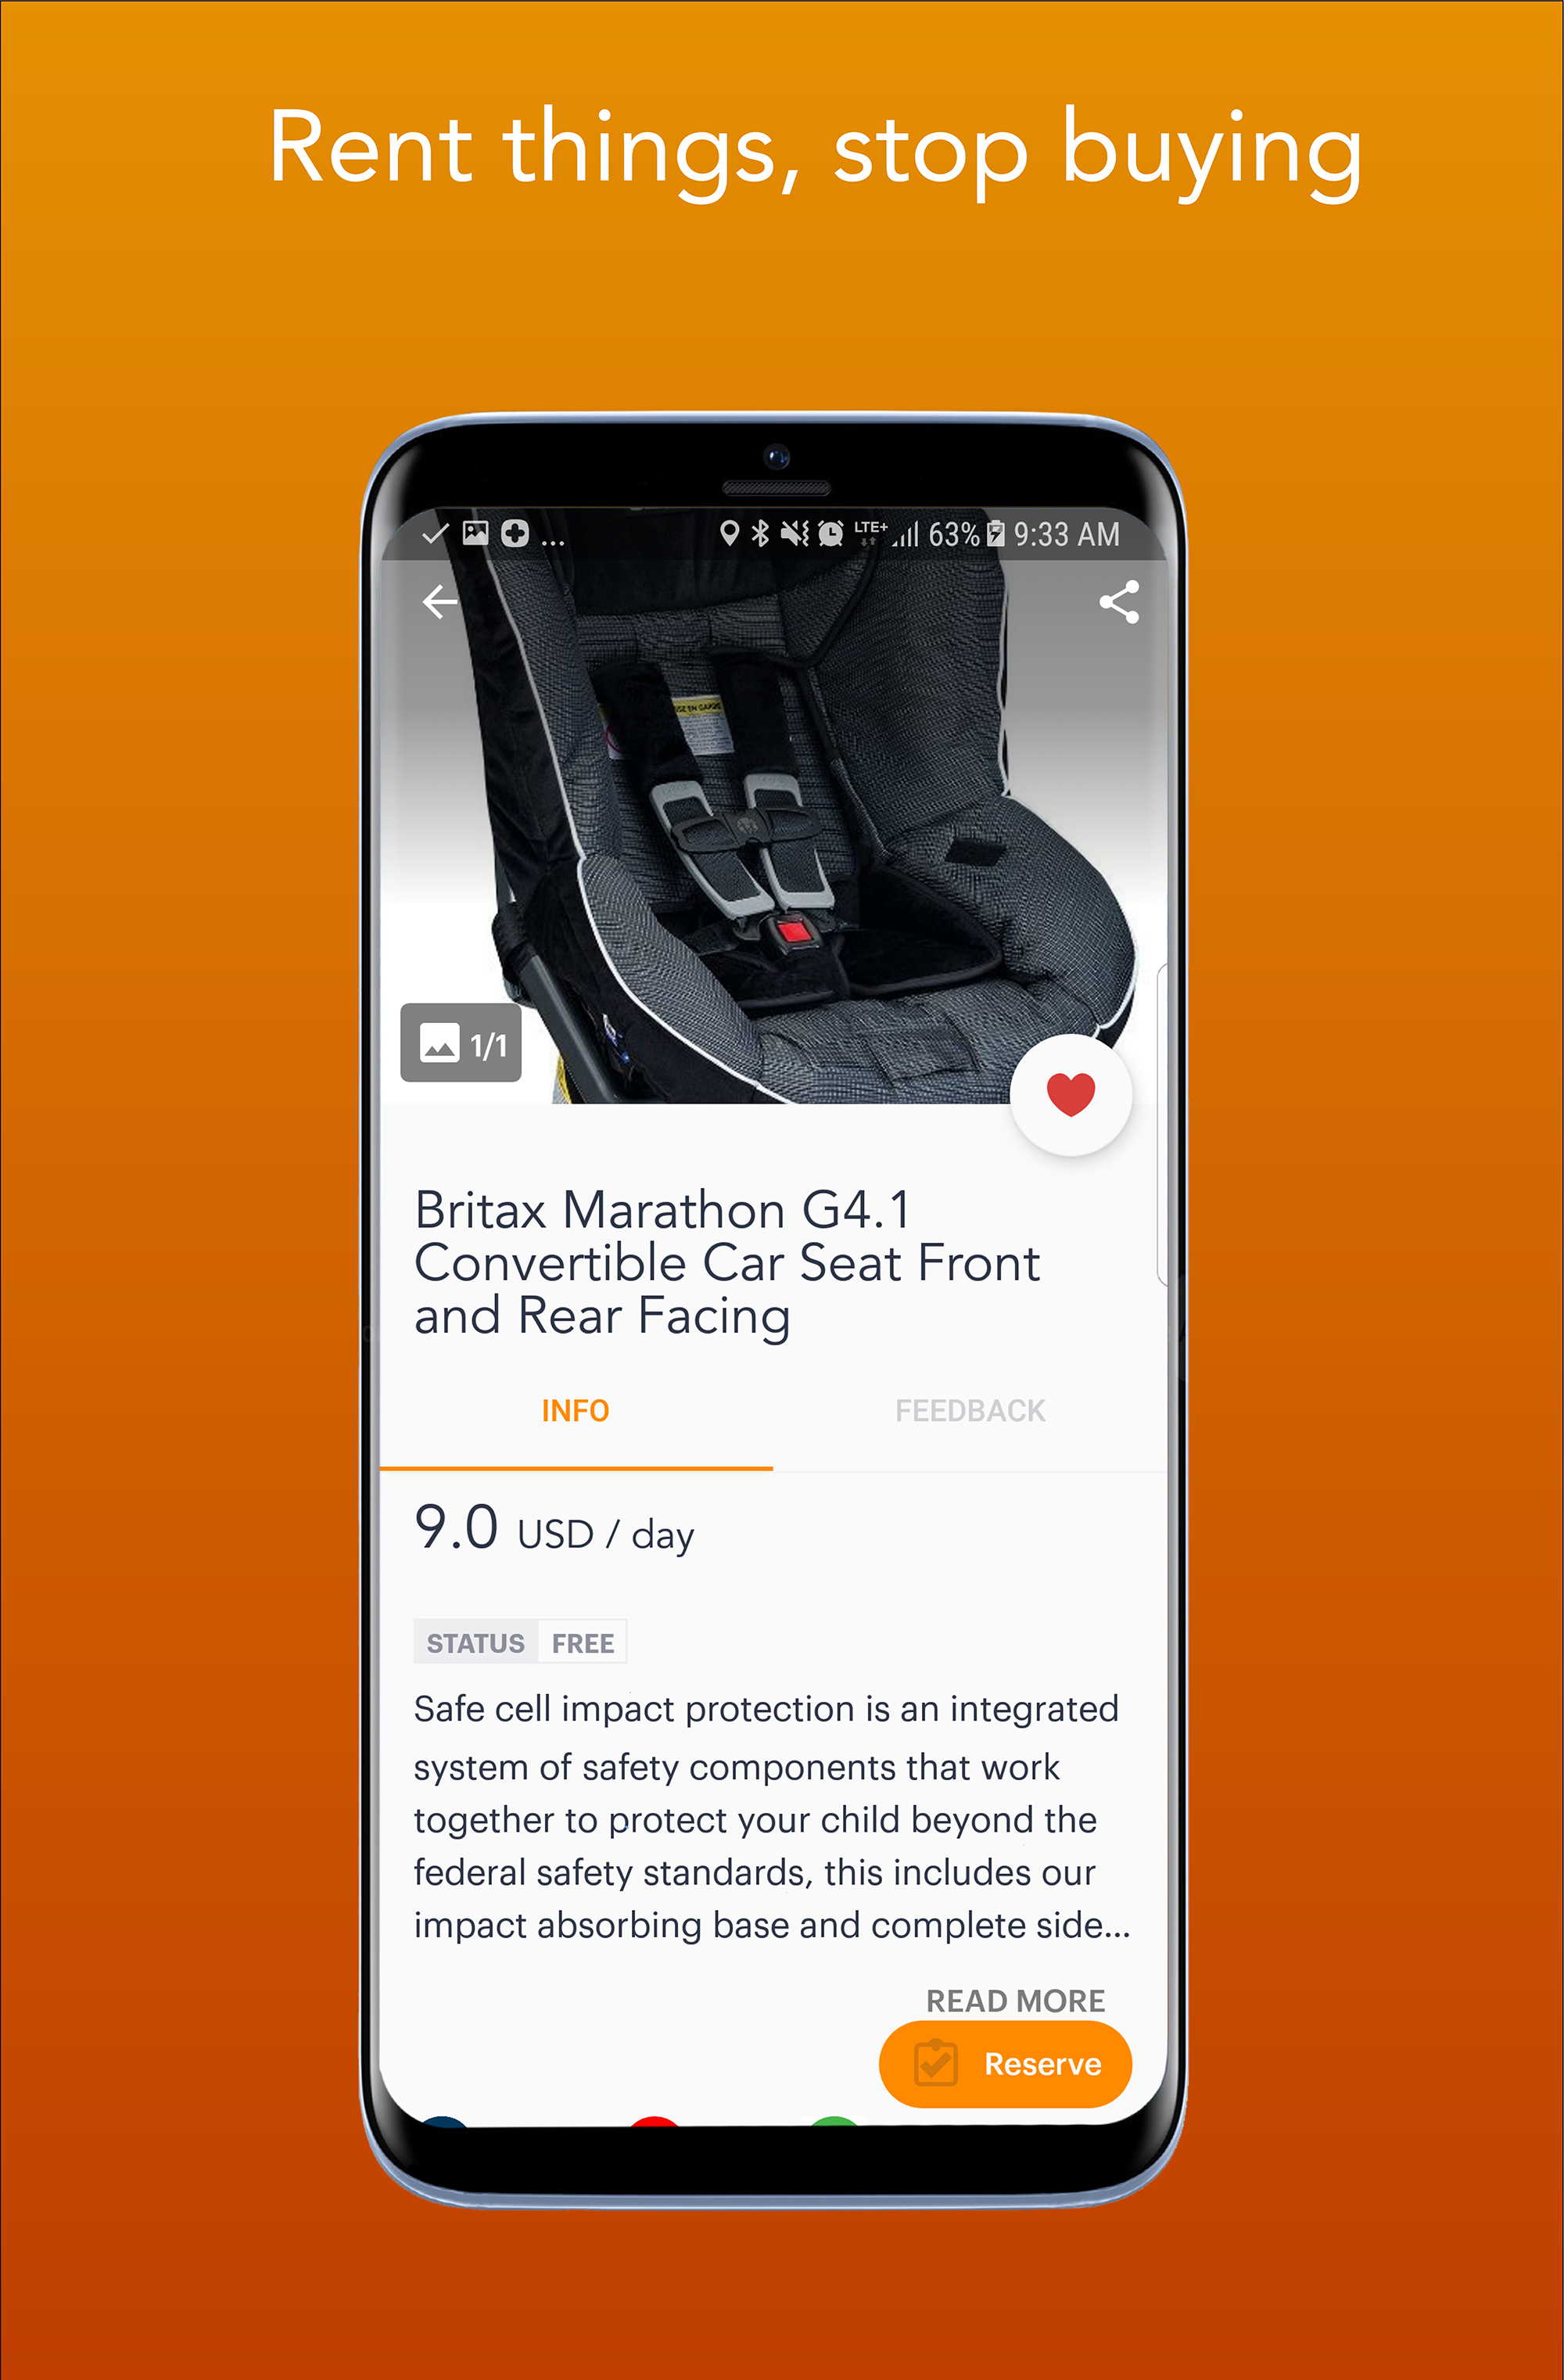 Rent things, stop buying
LTE+ 63% 9:33 AM
SE EN GARDE
1/1
Britax Marathon G4.1
Convertible Car Seat Front
and Rear Facing
INFO FEEDBACK
9.0 USD / day
STATUS FREE
Safe cell impact protection is an integrated
system of safety components that work
together to protect your child beyond the
federal safety standards, this includes our
impact absorbing base and complete side...
READ MORE
Reserve